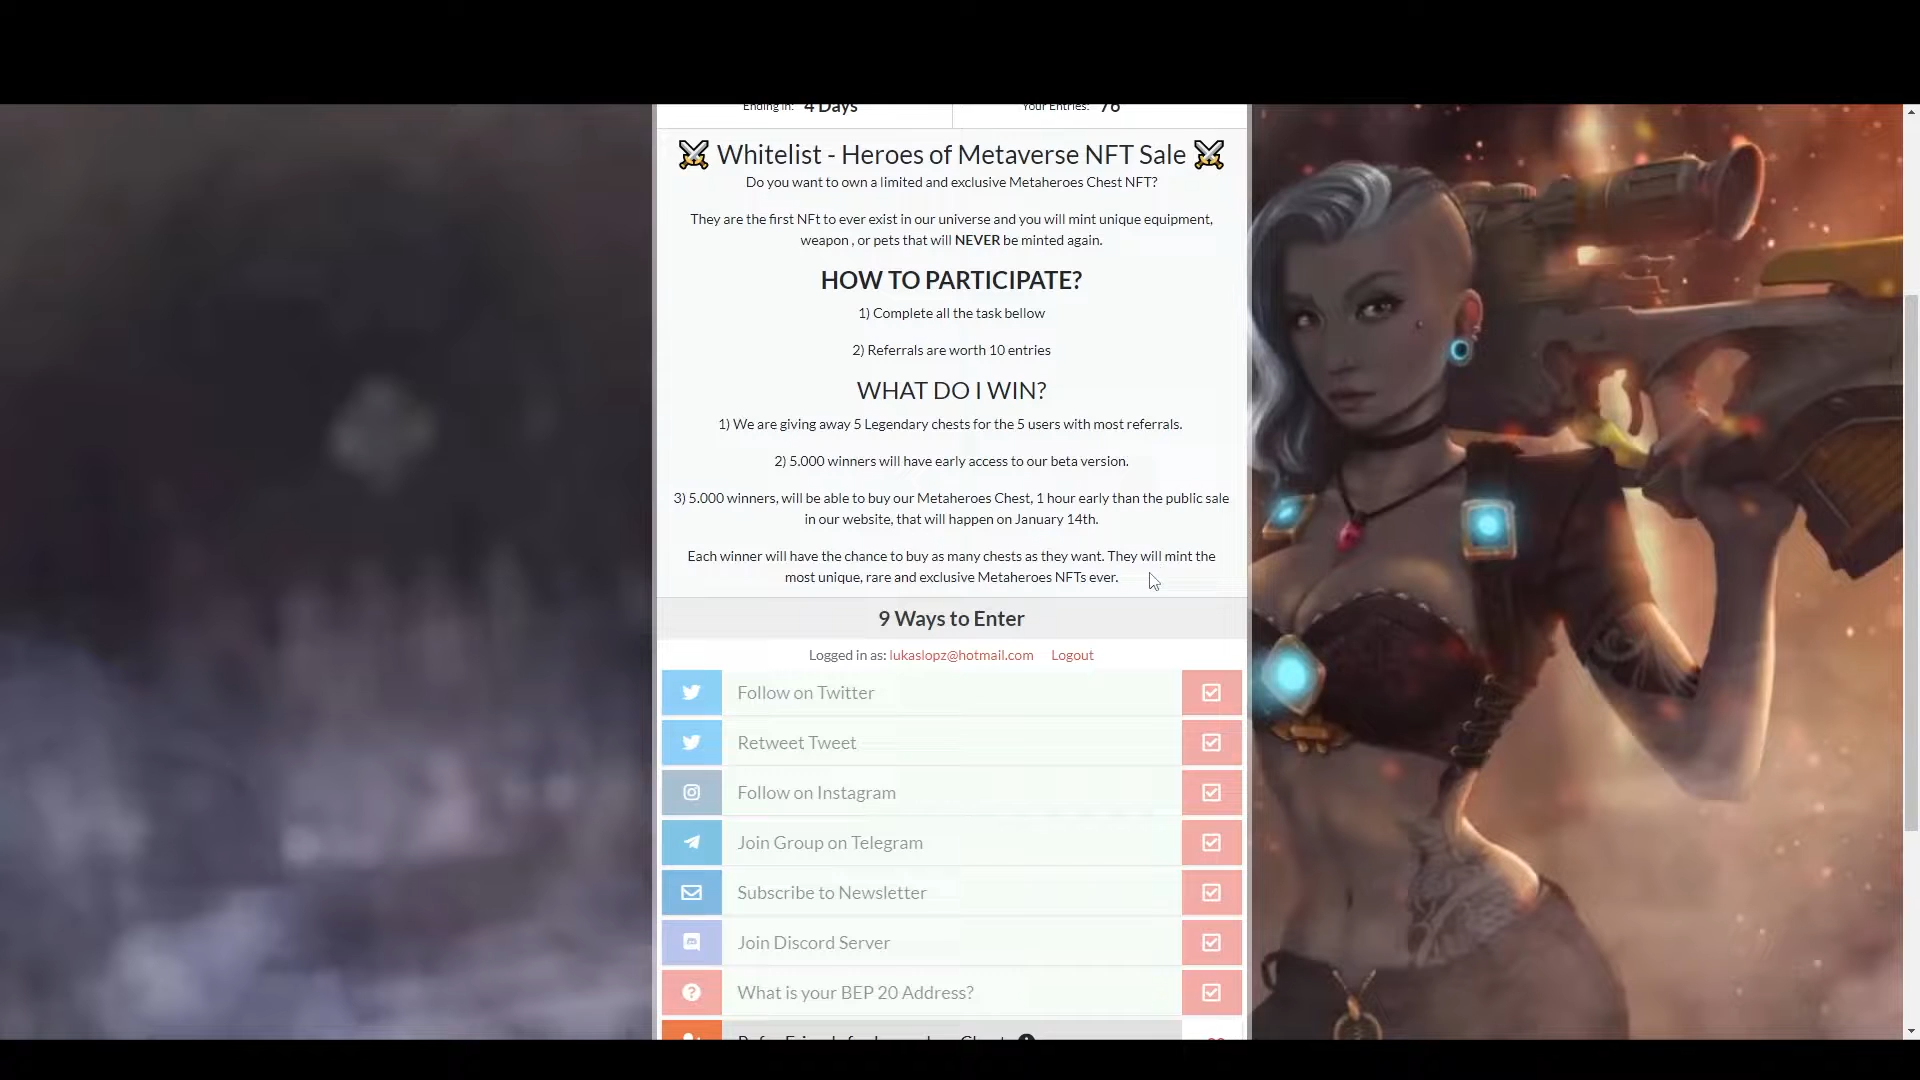 Ending in: 4 Days
Your Entries: 76
Whitelist - Heroes of Metaverse NFT Sale
Do you want to own a limited and exclusive Metaheroes Chest NFT?
They are the first NFt to ever exist in our universe and you will mint unique equipment,
weapon , or pets that will NEVER be minted again.
HOW TO PARTICIPATE?
1) Complete all the task bellow
2) Referrals are worth 10 entries
WHAT DO I WIN?
1) We are giving away 5 Legendary chests for the 5 users with most referrals.
2) 5.000 winners will have early access to our beta version.
3) 5.000 winners, will be able to buy our Metaheroes Chest, 1 hour early than the public sale
in our website, that will happen on January 14th.
Each winner will have the chance to buy as many chests as they want. They will mint the
most unique, rare and exclusive Metaheroes NFTs ever.
9 Ways to Enter
Logged in as: lukaslopz@hotmail.com Logout
Follow on Twitter
Retweet Tweet
Follow on Instagram
Join Group on Telegram
Subscribe to Newsletter
Join Discord Server
What is your BEP 20 Address?